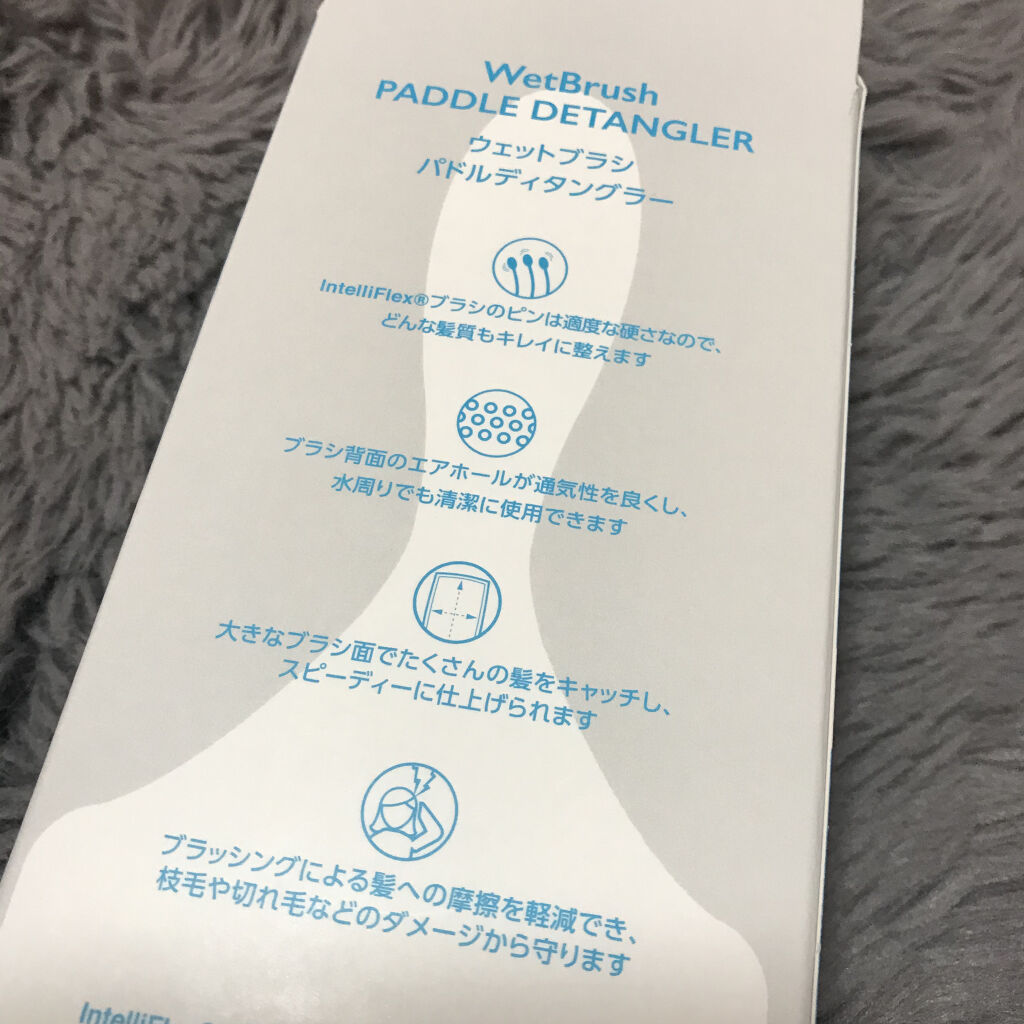 WetBrush
PADDLE DETANGLER
ウェットブラシ
パドルディタングラー
IntelliFlex®ブラシのピンは適度な硬さなので、
どんな髪質もキレイに整えます
ブラシ背面のエアホールが通気性を良くし、
水周りでも清潔に使用できます
大きなブラシ面でたくさんの髪をキャッチし、
スピーディーに仕上げられます
ブラッシングによる髪への摩擦を軽減でき、
枝毛や切れ毛などのダメージから守ります